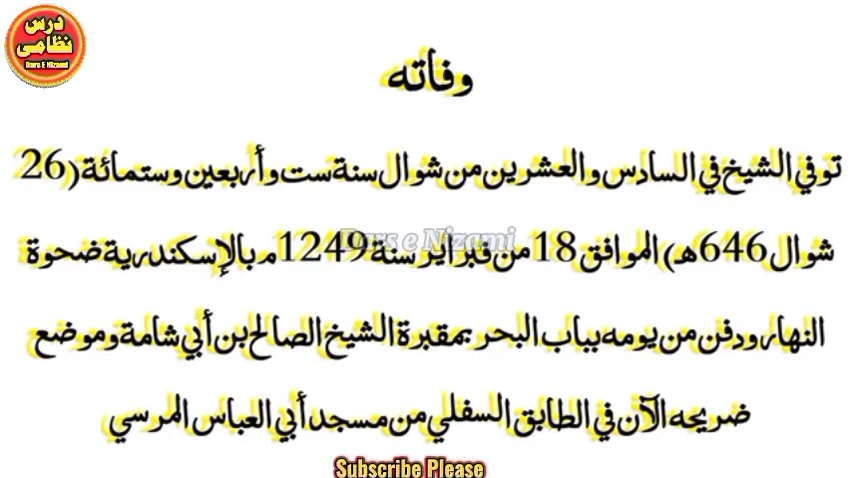 درس
نظامی
Dars E Nizami
وفاته
توفي الشيخ في السادس والعشرين من شوال سنة ست وأربعين وستمائة (26
شوال 646هـ) الموافق 18 من فبراير سنة 1249م بالإسكندرية ضحوة
Dars e Nizami
النهار ودفن من يومه بباب البحر بمقبرة الشيخ الصالح بن أبي شامة وموضع
ضريحه الآن في الطابق السفلي من مسجد أبي العباس المرسي
Subscribe Please